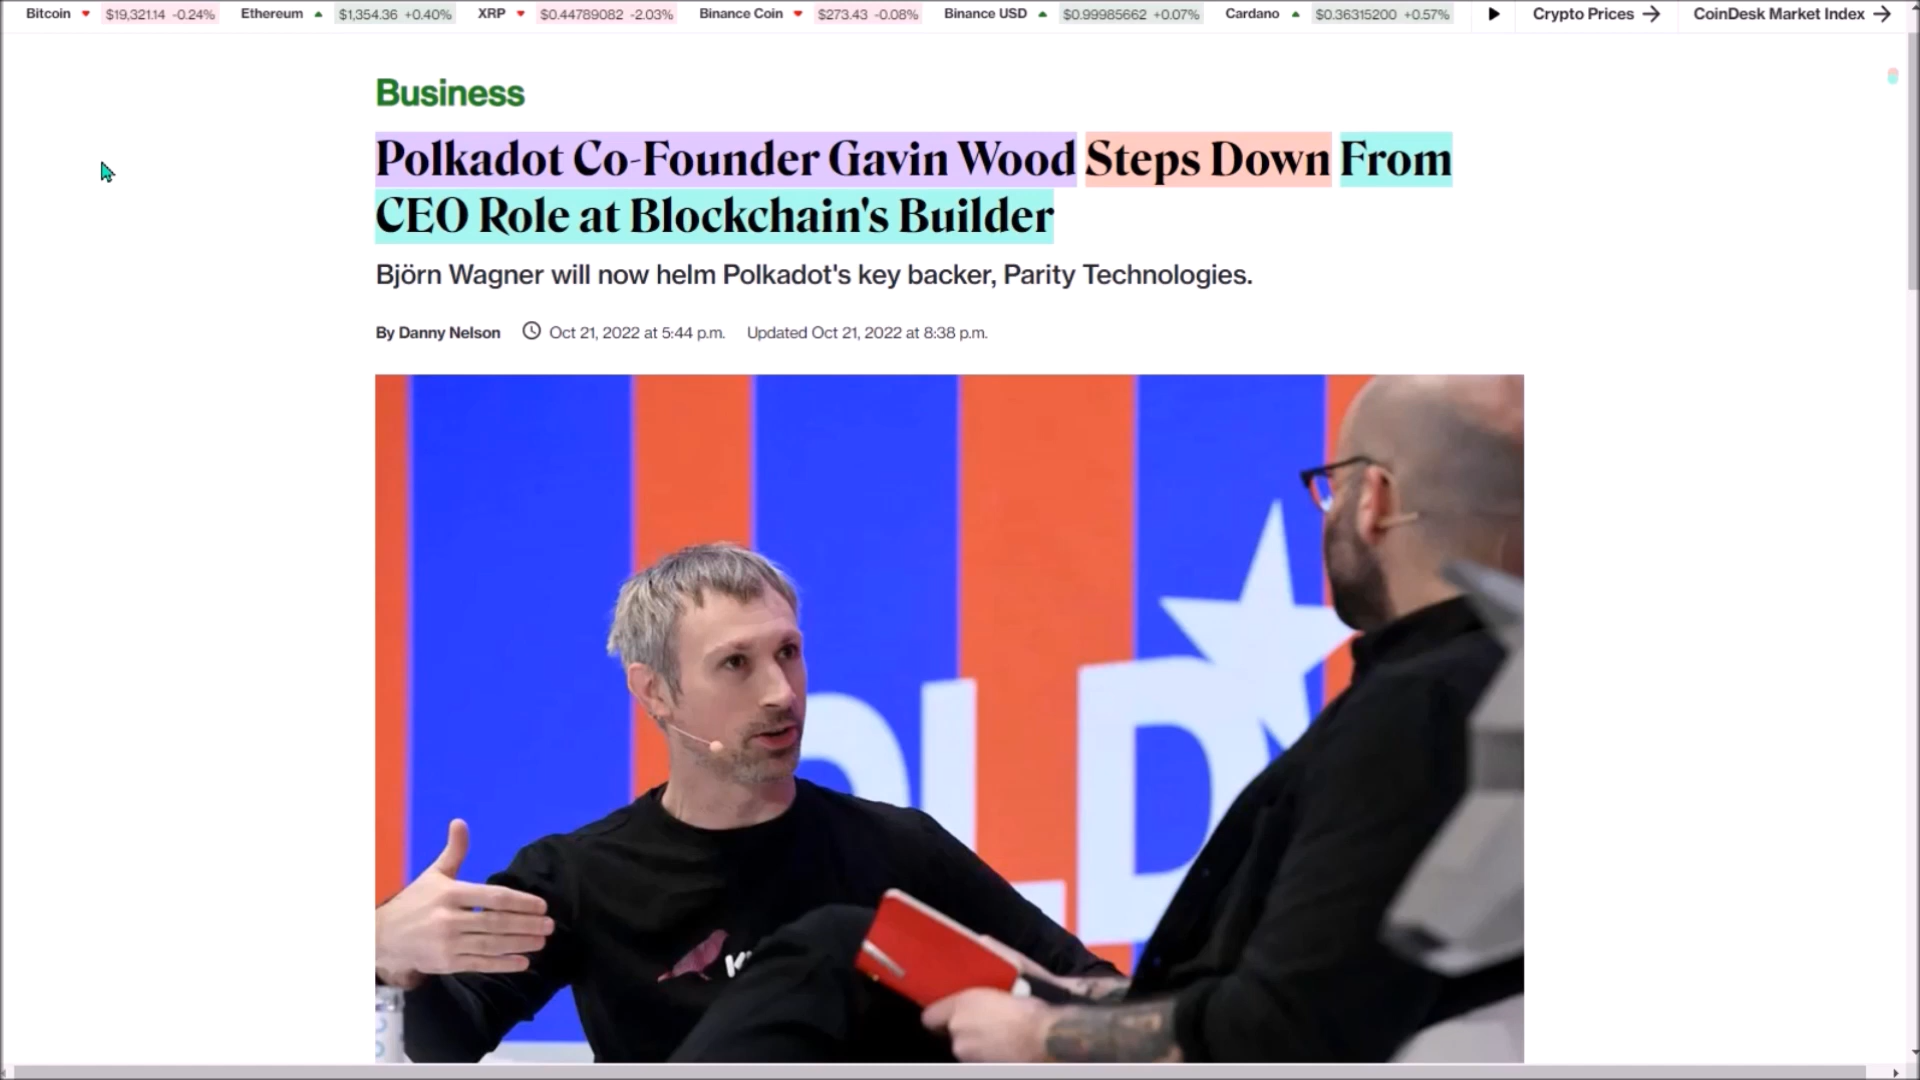 Bitcoin $19,321.14 -0.24% Ethereum $1,354.36 +0.40% XRP $0.44789082 -2.03% Binance Coin $273.43 -0.08% Binance USD $0.99985662 +0.07% Cardano $0.36315200 +0.57% Crypto Prices → CoinDesk Market Index →
Business
Polkadot Co-Founder Gavin Wood Steps Down From
CEO Role at Blockchain's Builder
Björn Wagner will now helm Polkadot's key backer, Parity Technologies.
By Danny Nelson Oct 21, 2022 at 5:44 p.m. Updated Oct 21, 2022 at 8:38 p.m.